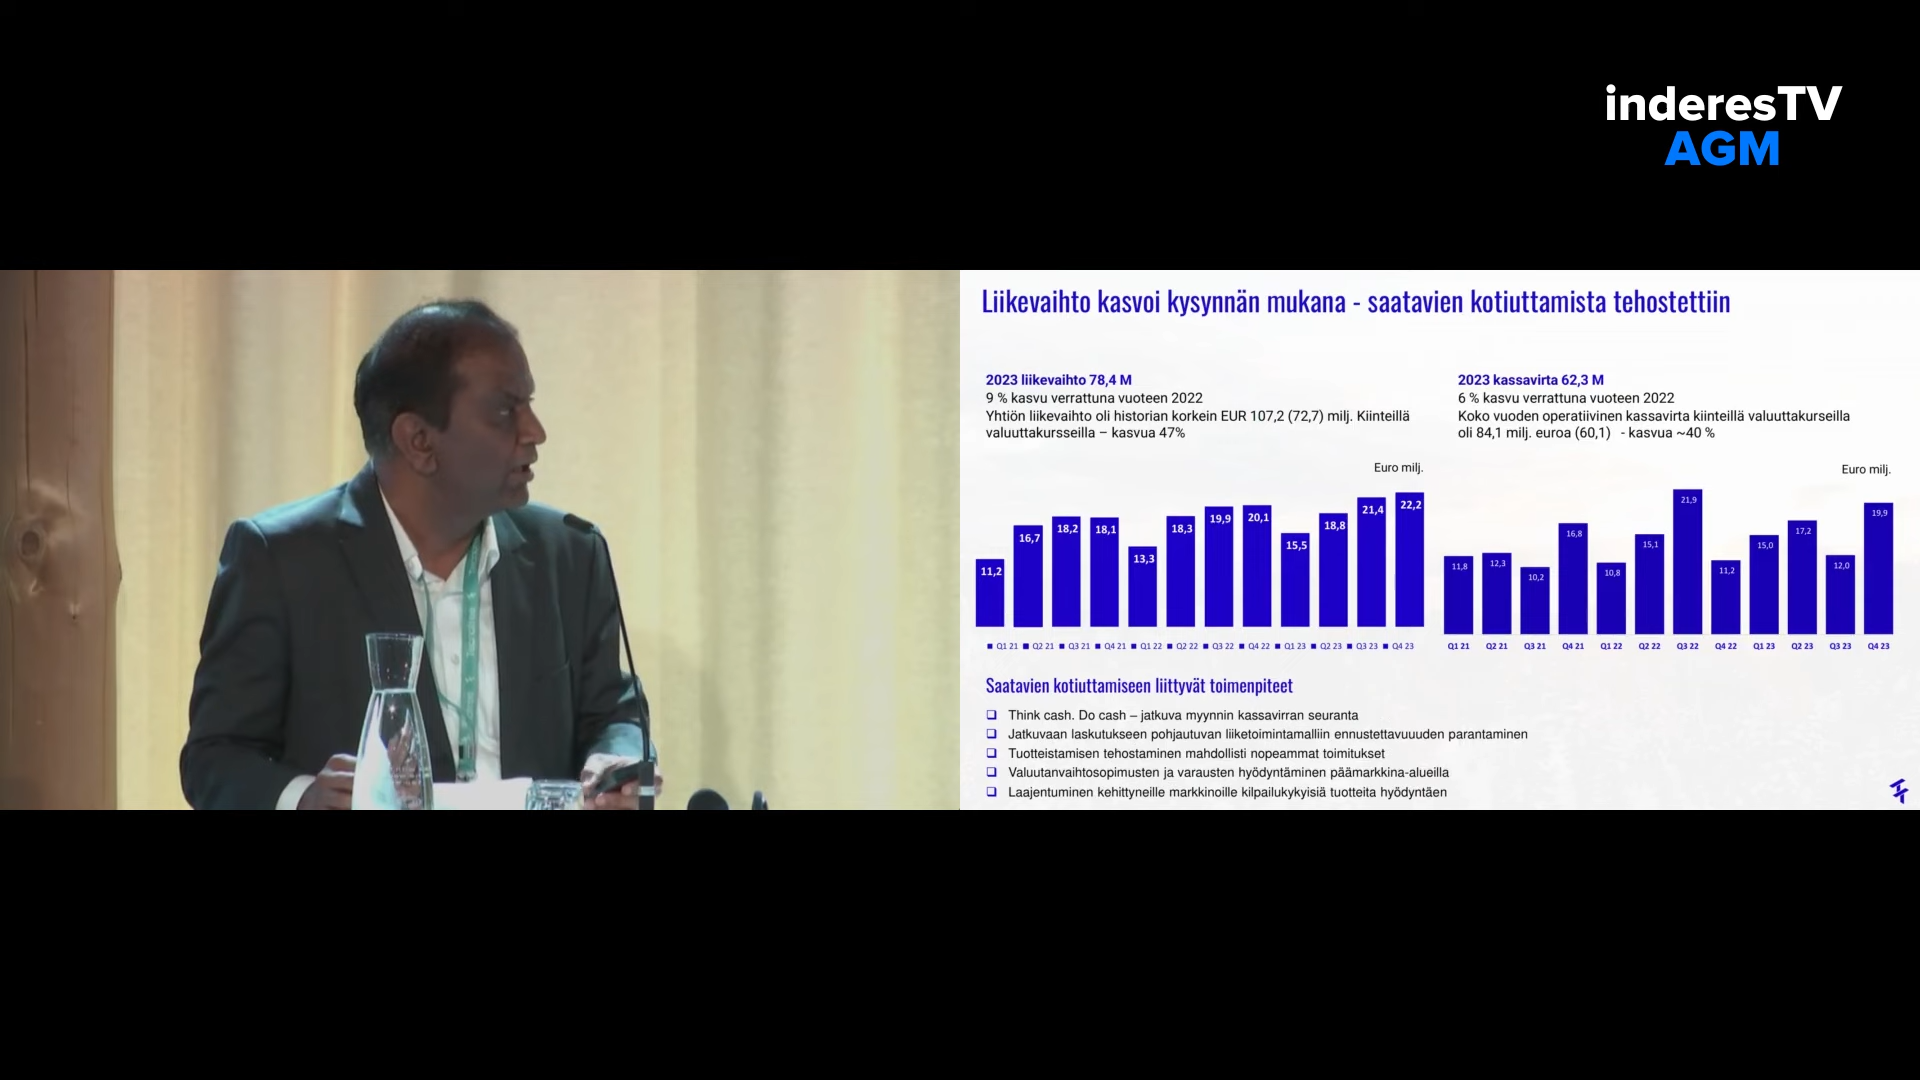 inderesTV
AGM
Liikevaihto kasvoi kysynnän mukana - saatavien kotiuttamista tehostettiin
2023 liikevaihto 78,4 M
9 % kasvu verrattuna vuoteen 2022
Yhtiön liikevaihto oli historian korkein EUR 107,2 (72,7) milj. Kiinteillä
valuuttakursseilla – kasvua 47%
Euro milj.
11,2
16,7
18,2
18,1
13,3
18,3
19,9
20,1
15,5
18,8
21,4
22,2
Q1 21 Q2 21 Q3 21 Q4 21 Q1 22 Q2 22 Q3 22 Q4 22 Q1 23 Q2 23 Q3 23 Q4 23
2023 kassavirta 62,3 M
6 % kasvu verrattuna vuoteen 2022
Koko vuoden operatiivinen kassavirta kiinteillä valuuttakurseilla
oli 84,1 milj. euroa (60,1) - kasvua ~40 %
Euro milj.
11,8
12,3
10,2
16,8
10,8
15,1
21,9
11,2
15,0
17,2
12,0
19,9
Q1 21 Q2 21 Q3 21 Q4 21 Q1 22 Q2 22 Q3 22 Q4 22 Q1 23 Q2 23 Q3 23 Q4 23
Saatavien kotiuttamiseen liittyvät toimenpiteet
❑ Think cash. Do cash – jatkuva myynnin kassavirran seuranta
❑ Jatkuvaan laskutukseen pohjautuvan liiketoimintamalliin ennustettavuuuden parantaminen
❑ Tuotteistamisen tehostaminen mahdollisti nopeammat toimitukset
❑ Valuutanvaihtosopimusten ja varausten hyödyntäminen päämarkkina-alueilla
❑ Laajentuminen kehittyneille markkinoille kilpailukykyisiä tuotteita hyödyntäen